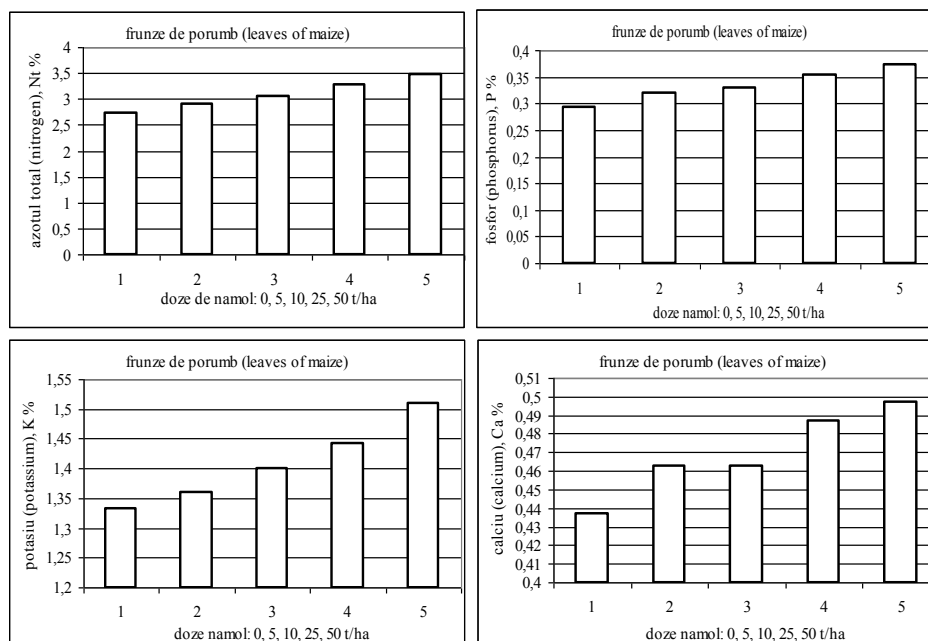 frunze de porumb (leaves of maize)
azotul total (nitrogen), Nt %
4
3,5
3
2,5
2
1,5
1
0,5
0
1 2 3 4 5
doze de namol: 0, 5, 10, 25, 50 t/ha
frunze de porumb (leaves of maize)
fosfor (phosphorus), P %
0,4
0,35
0,3
0,25
0,2
0,15
0,1
0,05
0
1 2 3 4 5
doze namol: 0, 5, 10, 25, 50 t/ha
frunze de porumb (leaves of maize)
potasiu (potassium), K %
1,55
1,5
1,45
1,4
1,35
1,3
1,25
1,2
1 2 3 4 5
doze namol: 0, 5, 10, 25, 50 t/ha
frunze de porumb (leaves of maize)
calciu (calcium), Ca %
0,51
0,5
0,49
0,48
0,47
0,46
0,45
0,44
0,43
0,42
0,41
0,4
1 2 3 4 5
doze namol: 0, 5, 10, 25, 50 t/ha